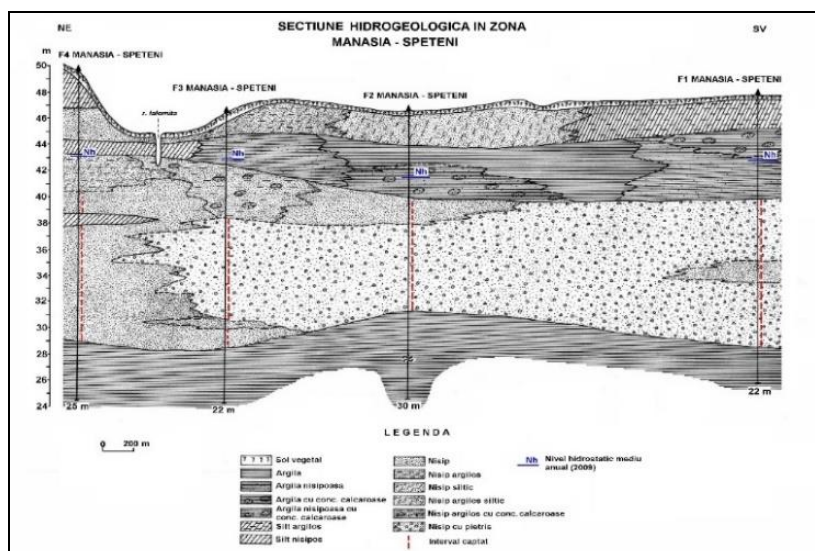 NE
SECTIUNE HIDROGEOLOGICA IN ZONA
MANASIA - SPETENI
SV
m
F4 MANASIA - SPETENI
F3 MANASIA - SPETENI
F2 MANASIA - SPETENI
F1 MANASIA - SPETENI
r. Ialomita
50
48
46
44
42
40
38
36
34
32
30
28
26
24
Nh
Nh
Nh
Nh
25 m
22 m
30 m
22 m
0 200 m
LEGENDA
Sol vegetal
Argila
Argila nisipoasa
Argila cu conc. calcaroase
Argila nisipoasa cu
conc. calcaroase
Silt argilos
Silt nisipos
Nisip
Nisip argilos
Nisip siltic
Nisip argilos siltic
Nisip argilos cu conc. calcaroase
Nisip cu pietris
Interval captat
Nh Nivel hidrostatic mediu
anual (2009)